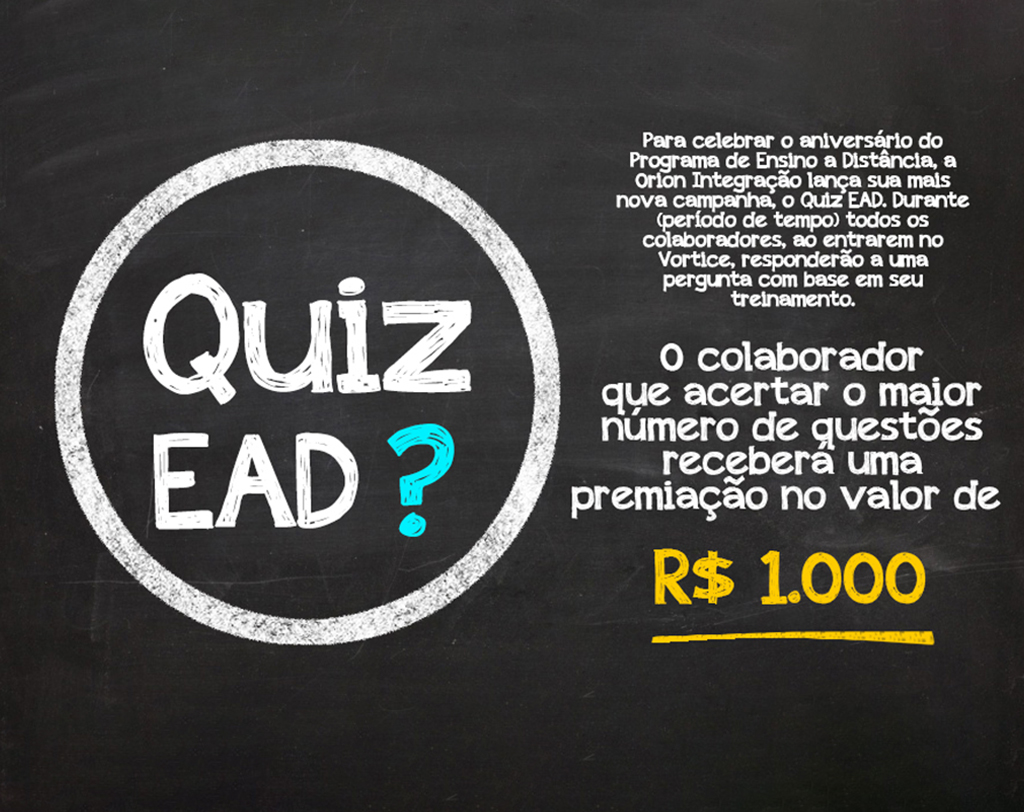 Quiz
EAD ?
Para celebrar o aniversário do
Programa de Ensino a Distância, a
Orion Integração lança sua mais
nova campanha, o Quiz EAD. Durante
(período de tempo) todos os
colaboradores, ao entrarem no
Vortice, responderão a uma
pergunta com base em seu
treinamento.
O colaborador
que acertar o maior
número de questões
receberá uma
premiação no valor de
R$ 1.000